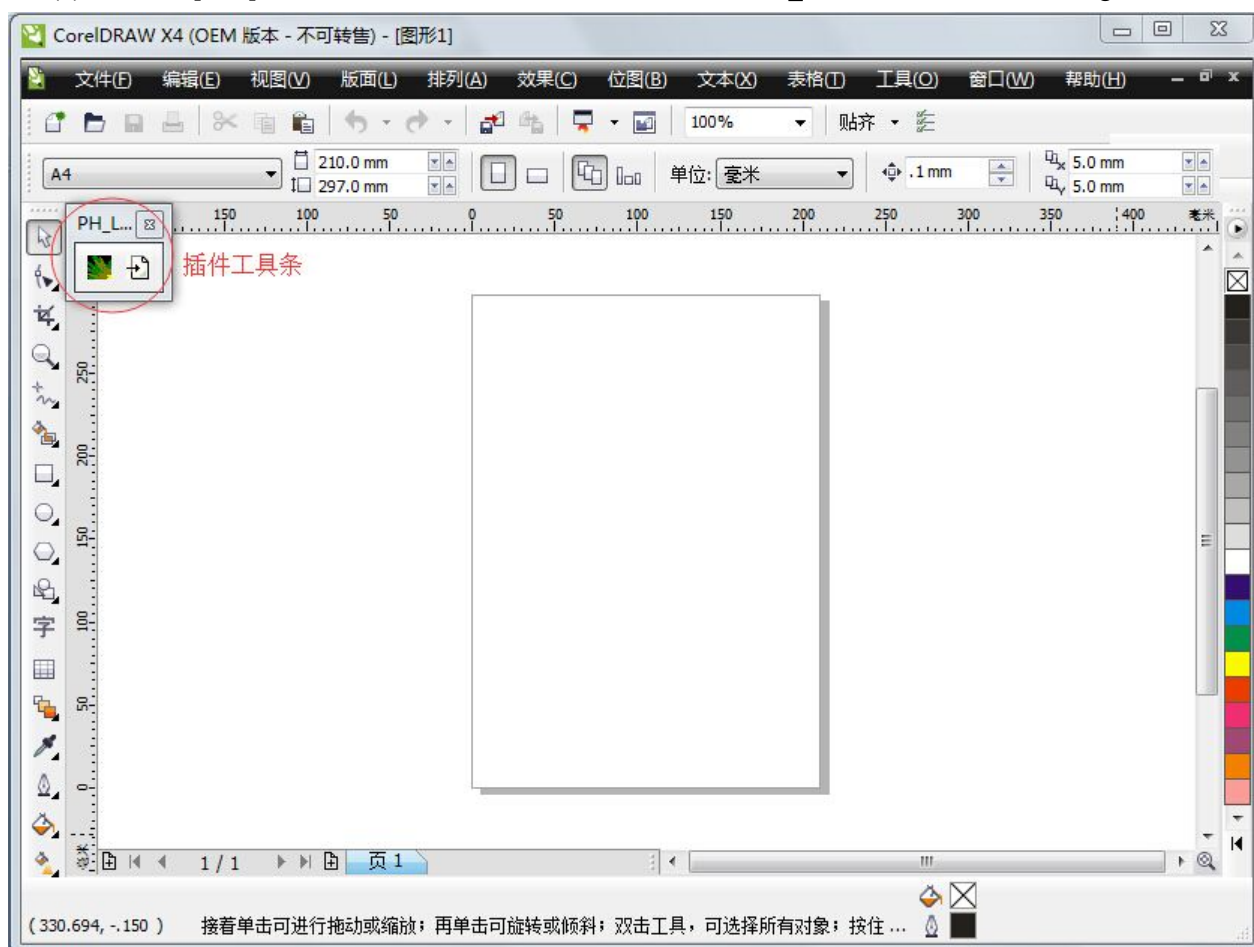 CorelDRAW X4 (OEM 版本 - 不可转售) - [图形1]
文件(F) 编辑(E) 视图(V) 版面(L) 排列(A) 效果(C) 位图(B) 文本(X) 表格(T) 工具(O) 窗口(W) 帮助(H)
100% 贴齐
A4 210.0 mm 297.0 mm 单位: 毫米 .1 mm 5.0 mm 5.0 mm
PH_L...
150 100 50 0 50 100 150 200 250 300 350 400 毫米
插件工具条
250
200
150
100
50
0
字
1 / 1 页 1
( 330.694, -.150 ) 接着单击可进行拖动或缩放；再单击可旋转或倾斜；双击工具，可选择所有对象；按住 ...